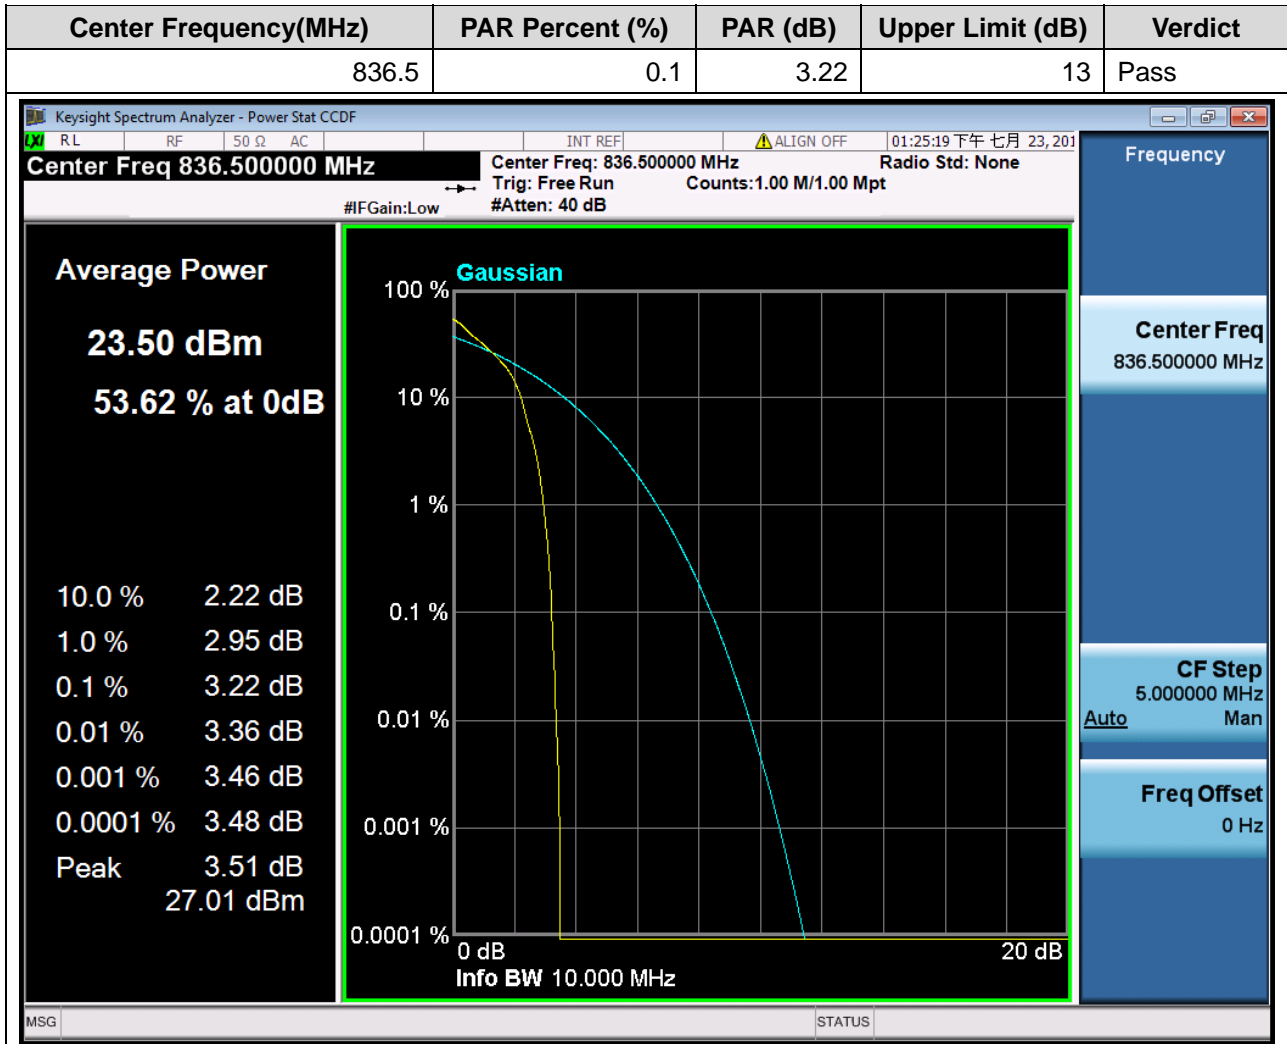 Center Frequency(MHz) PAR Percent (%) PAR (dB) Upper Limit (dB) Verdict
836.5 0.1 3.22 13 Pass
Keysight Spectrum Analyzer - Power Stat CCDF
LXI RL RF 50 Ω AC INT REF ALIGN OFF 01:25:19 下午 七月 23, 201
Center Freq 836.500000 MHz
Center Freq: 836.500000 MHz Radio Std: None
Trig: Free Run Counts:1.00 M/1.00 Mpt
#IFGain:Low #Atten: 40 dB
Average Power
23.50 dBm
53.62 % at 0dB
10.0 % 2.22 dB
1.0 % 2.95 dB
0.1 % 3.22 dB
0.01 % 3.36 dB
0.001 % 3.46 dB
0.0001 % 3.48 dB
Peak 3.51 dB
27.01 dBm
Gaussian
100 %
10 %
1 %
0.1 %
0.01 %
0.001 %
0.0001 %
0 dB 20 dB
Info BW 10.000 MHz
Frequency
Center Freq
836.500000 MHz
CF Step
5.000000 MHz
Auto Man
Freq Offset
0 Hz
MSG STATUS